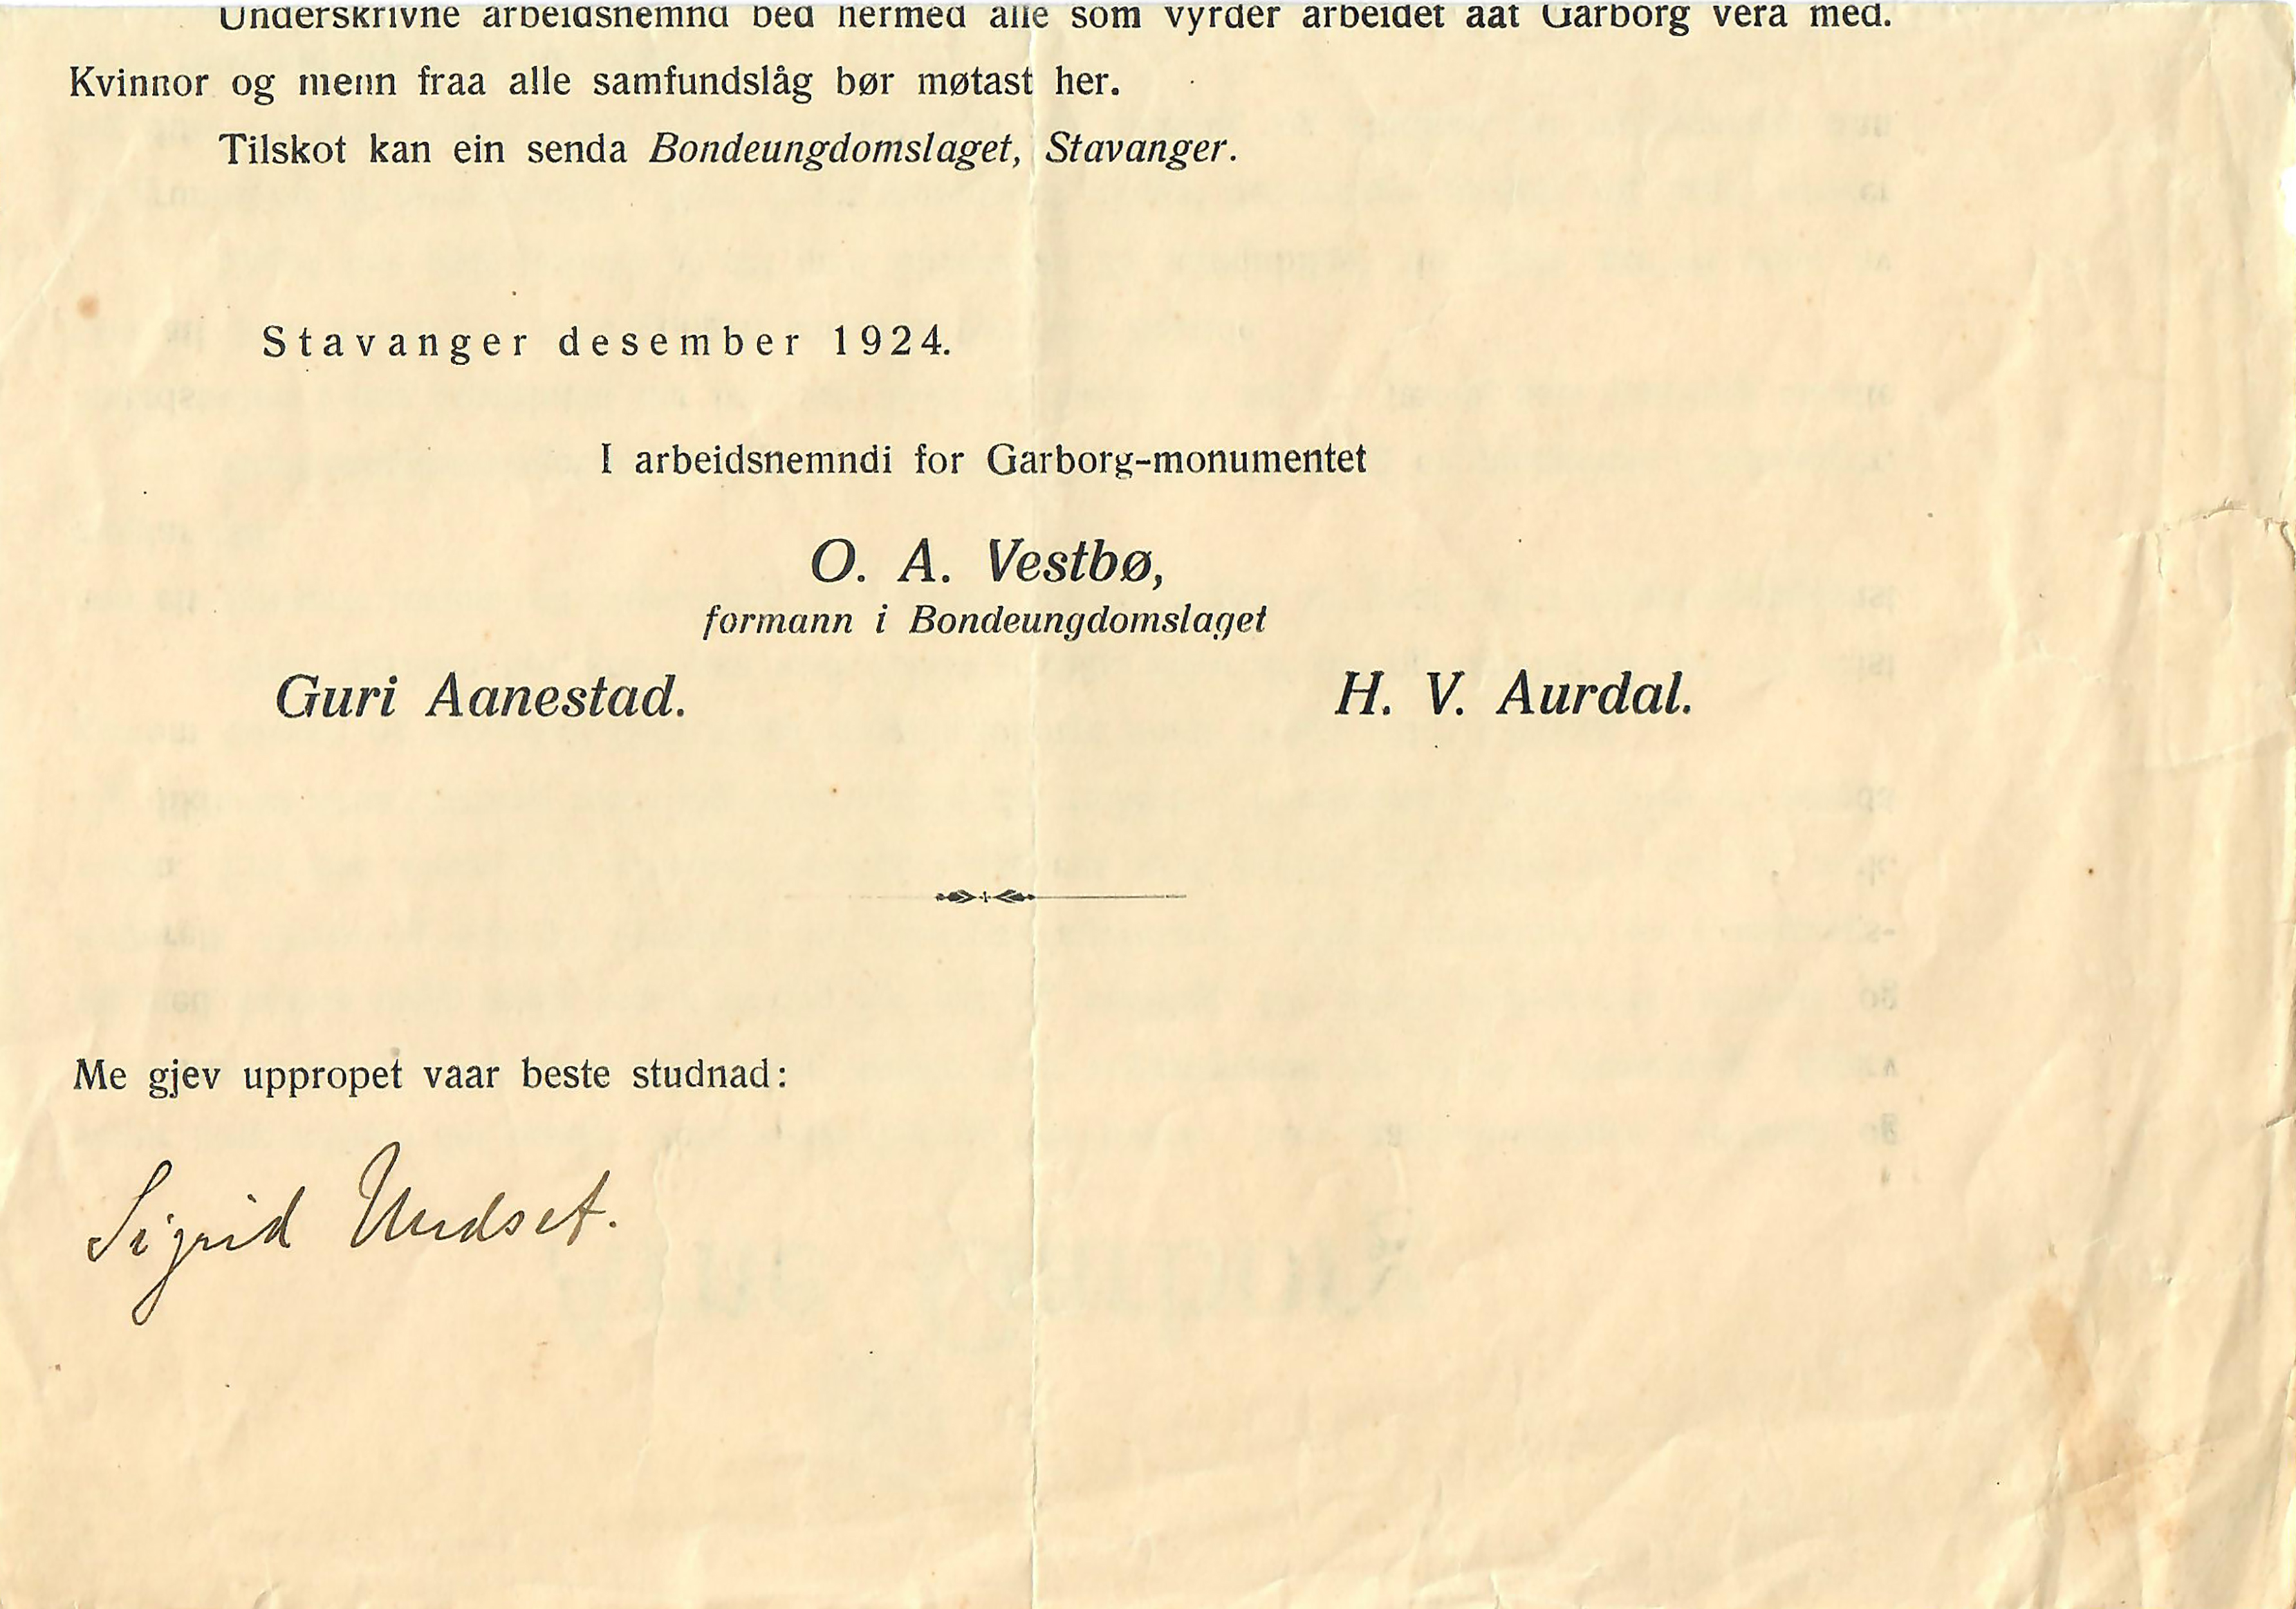 Underskrivne arbeidsnemnd bed hermed alle som vyrder arbeidet aat Garborg vera med.
Kvinnor og menn fraa alle samfundslåg bør møtast her.
Tilskot kan ein senda Bondeungdomslaget, Stavanger.
Stavanger desember 1924.
I arbeidsnemndi for Garborg-monumentet
O. A. Vestbø,
formann i Bondeungdomslaget
Guri Aanestad. H. V. Aurdal.
Me gjev uppropet vaar beste studnad:
Sigrid Undset.